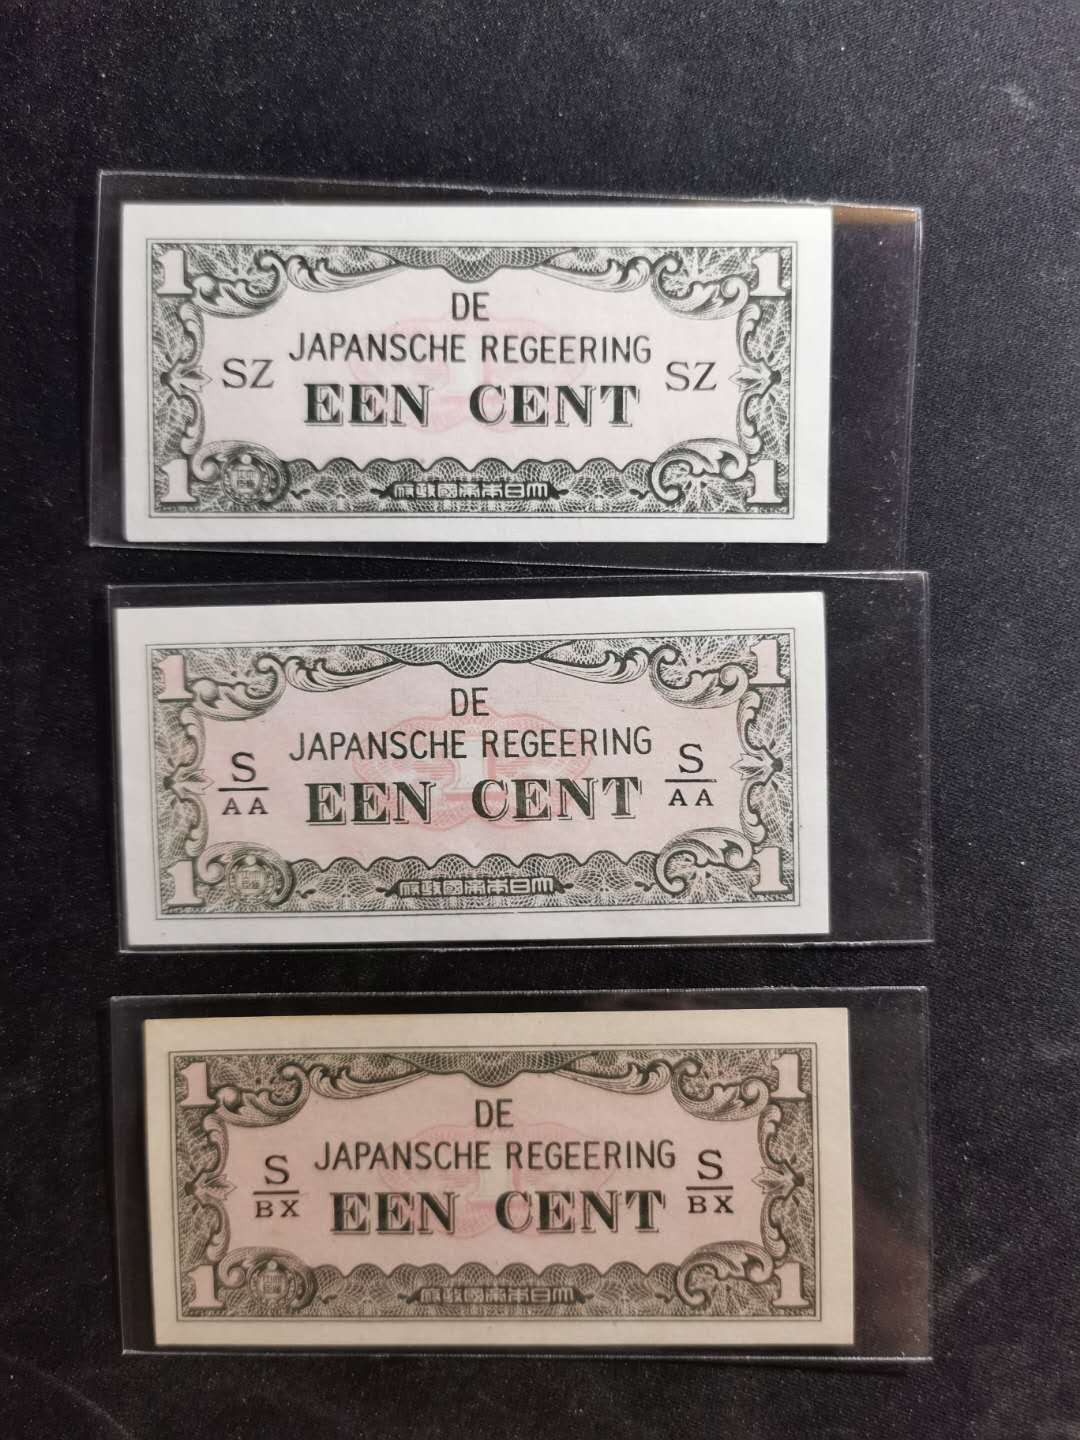 1 1
DE
JAPANSCHE REGEERING
SZ EEN CENT SZ
1 府政國帝本日大 1
1 1
DE
JAPANSCHE REGEERING
S EEN CENT S
AA AA
1 府政國帝本日大 1
1 1
DE
JAPANSCHE REGEERING
S EEN CENT S
BX BX
1 府政國帝本日大 1